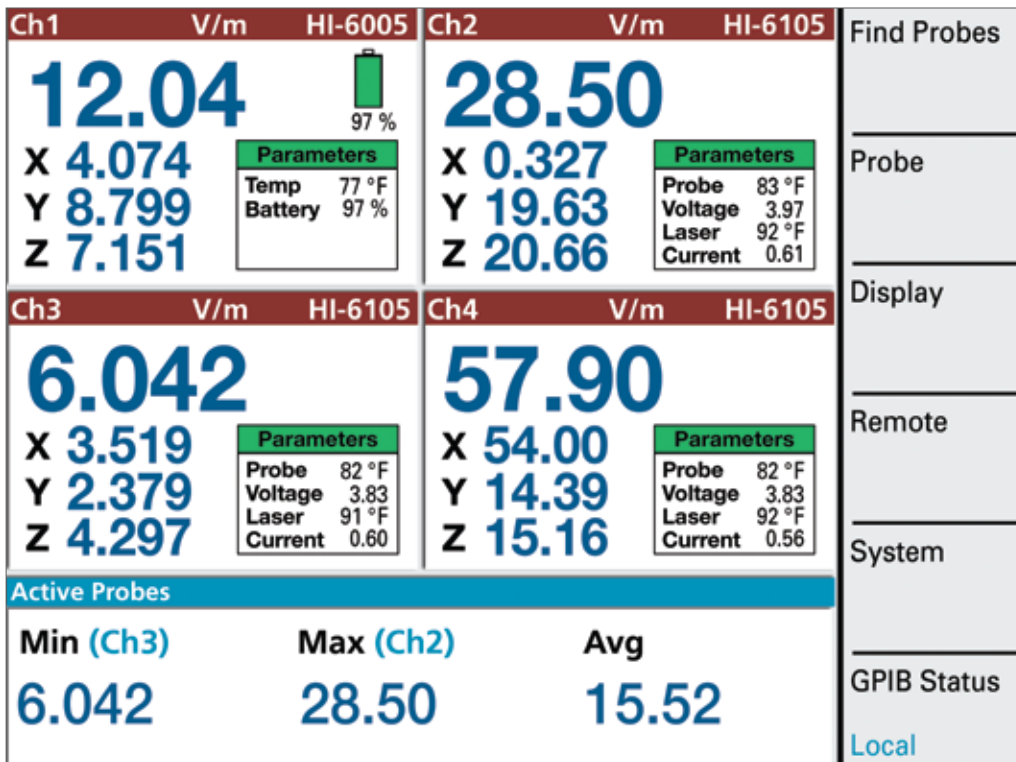 Ch1 V/m HI-6005
12.04
97 %
X 4.074
Y 8.799
Z 7.151
Parameters
Temp 77 °F
Battery 97 %
Ch2 V/m HI-6105
28.50
X 0.327
Y 19.63
Z 20.66
Parameters
Probe 83 °F
Voltage 3.97
Laser 92 °F
Current 0.61
Ch3 V/m HI-6105
6.042
X 3.519
Y 2.379
Z 4.297
Parameters
Probe 82 °F
Voltage 3.83
Laser 91 °F
Current 0.60
Ch4 V/m HI-6105
57.90
X 54.00
Y 14.39
Z 15.16
Parameters
Probe 82 °F
Voltage 3.83
Laser 92 °F
Current 0.56
Active Probes
Min (Ch3) Max (Ch2) Avg
6.042 28.50 15.52
Find Probes
Probe
Display
Remote
System
GPIB Status
Local